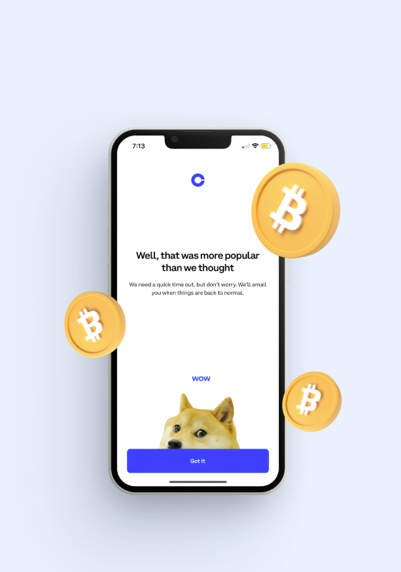 7:13
Well, that was more popular
than we thought
We need a quick time out, but don't worry. We'll email
you when things are back to normal.
wow
Got it